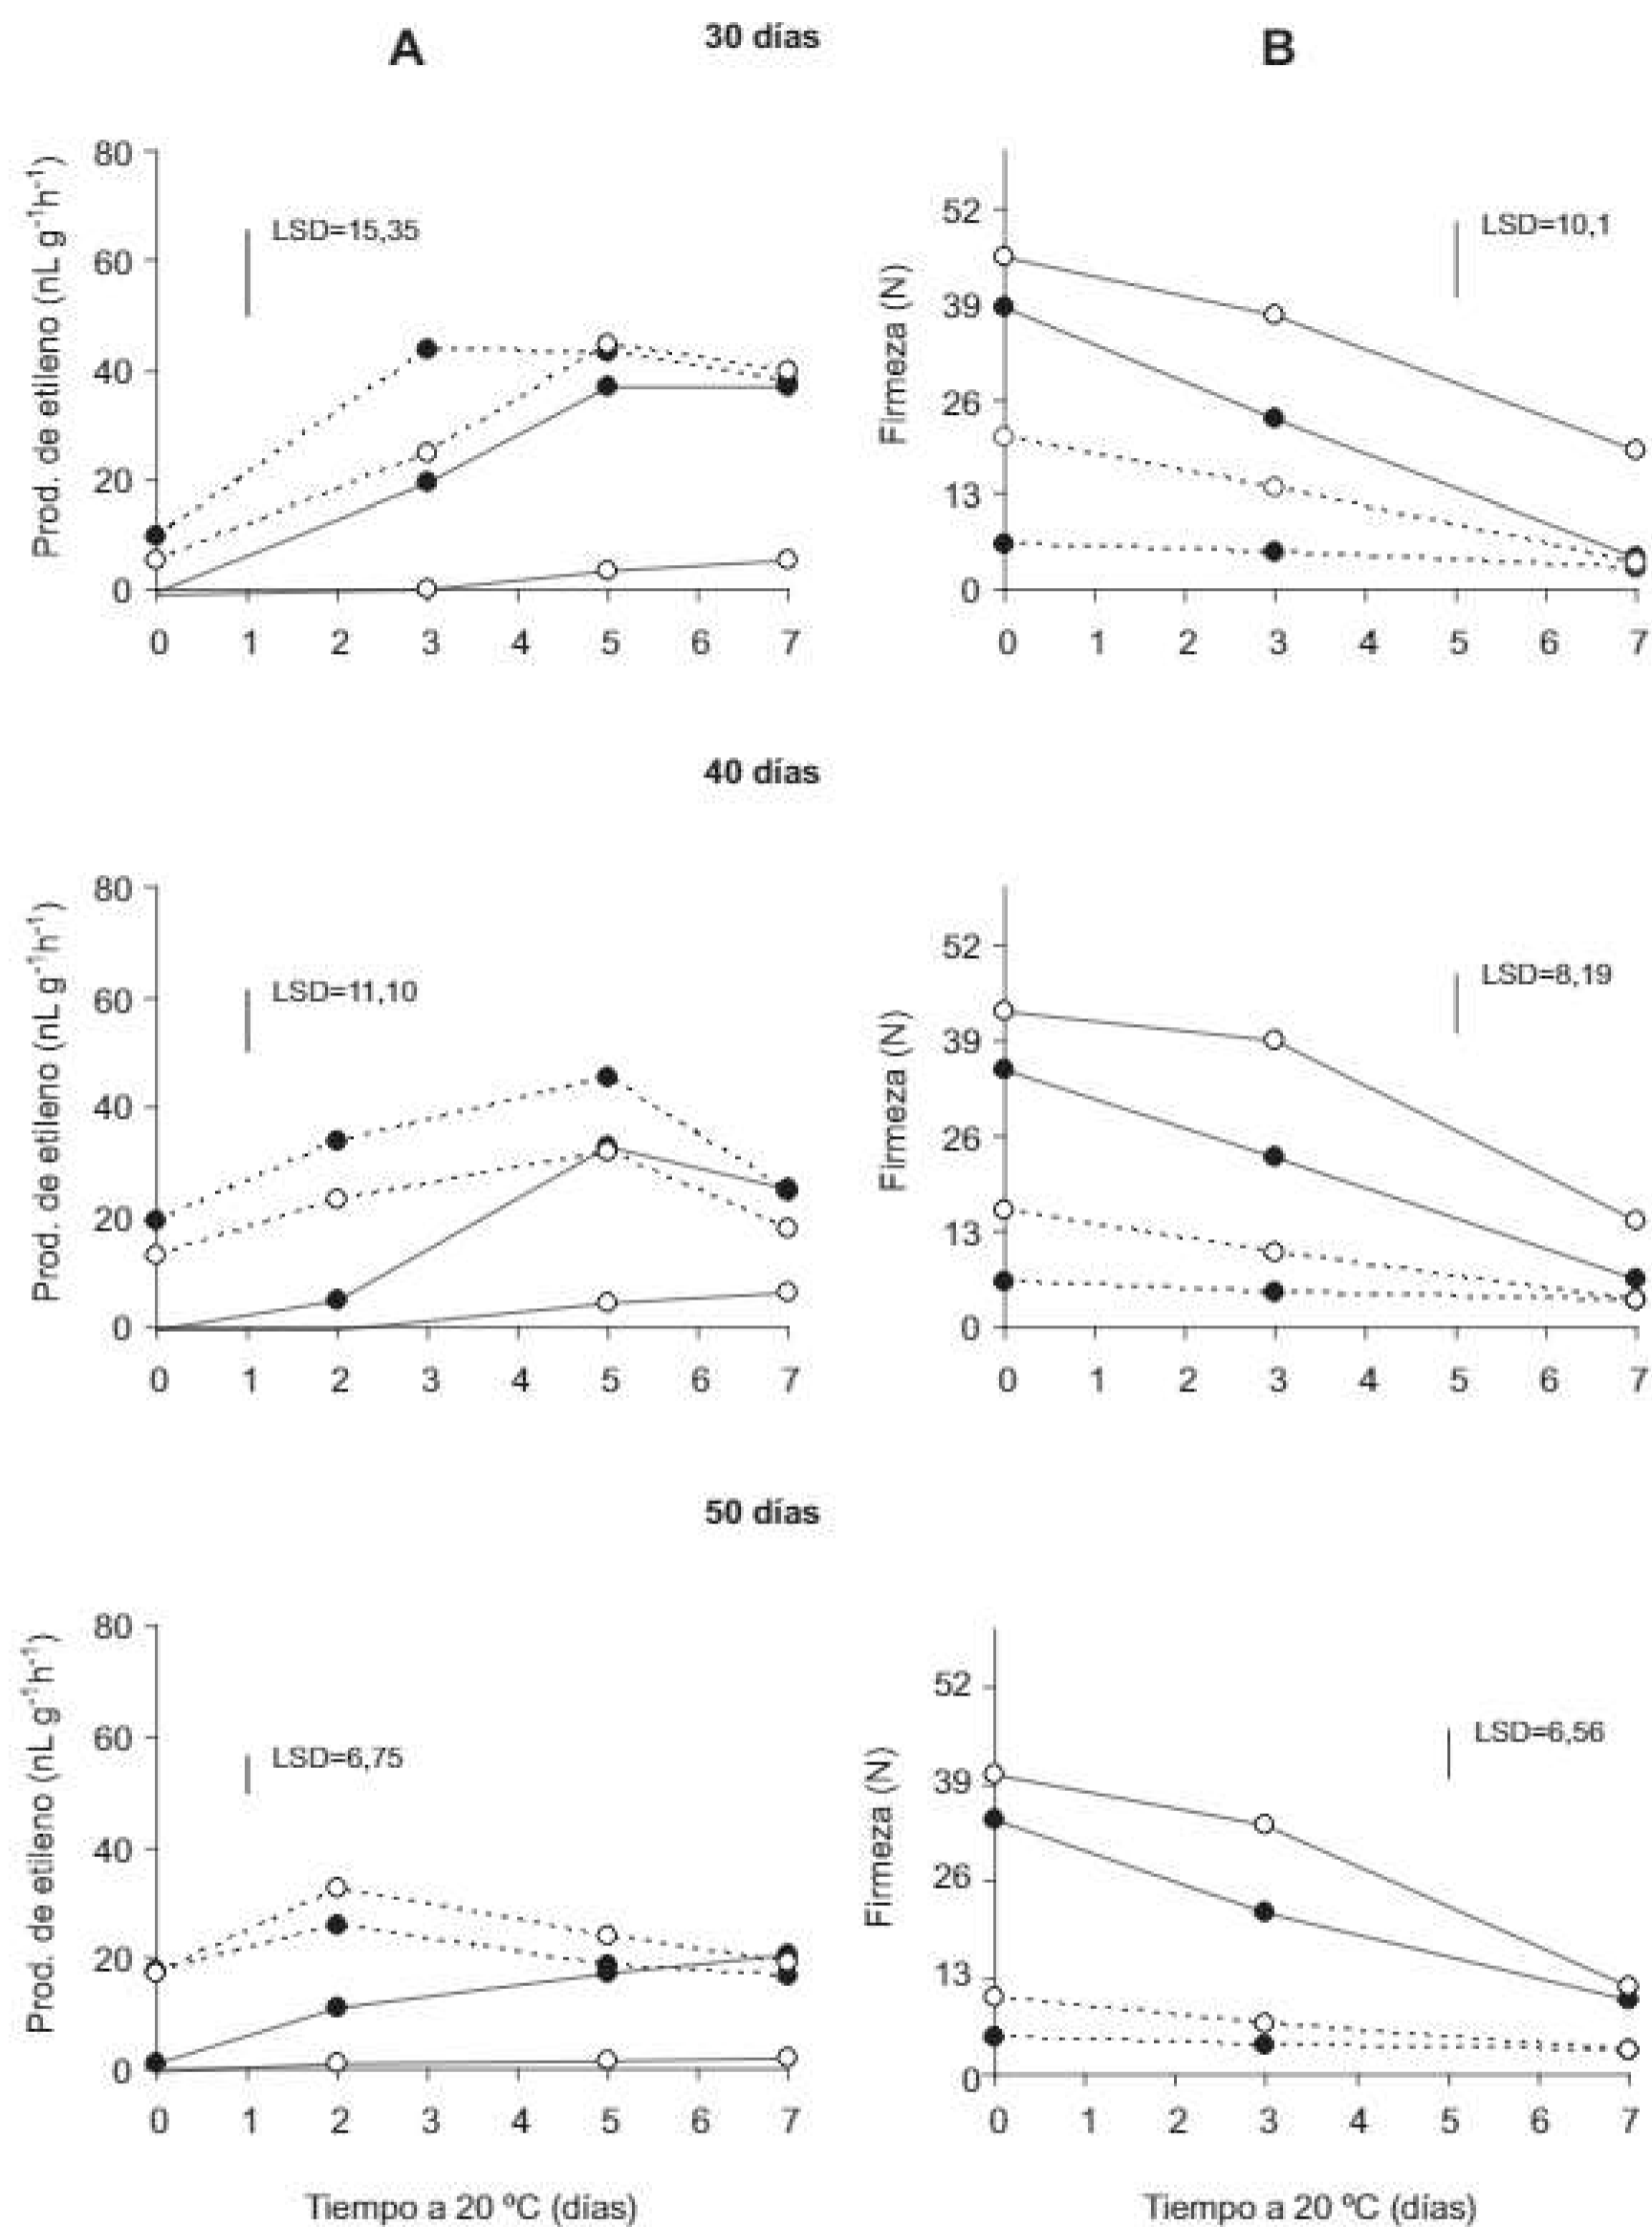 A
30 días
B
Prod. de etileno (nL g⁻¹h⁻¹)
80
60
40
20
0
LSD=15,35
0 1 2 3 4 5 6 7
Firmeza (N)
52
39
26
13
0
LSD=10,1
0 1 2 3 4 5 6 7
40 días
Prod. de etileno (nL g⁻¹h⁻¹)
80
60
40
20
0
LSD=11,10
0 1 2 3 4 5 6 7
Firmeza (N)
52
39
26
13
0
LSD=8,19
0 1 2 3 4 5 6 7
50 días
Prod. de etileno (nL g⁻¹h⁻¹)
80
60
40
20
0
LSD=6,75
0 1 2 3 4 5 6 7
Tiempo a 20 ºC (días)
Firmeza (N)
52
39
26
13
0
LSD=6,56
0 1 2 3 4 5 6 7
Tiempo a 20 ºC (días)